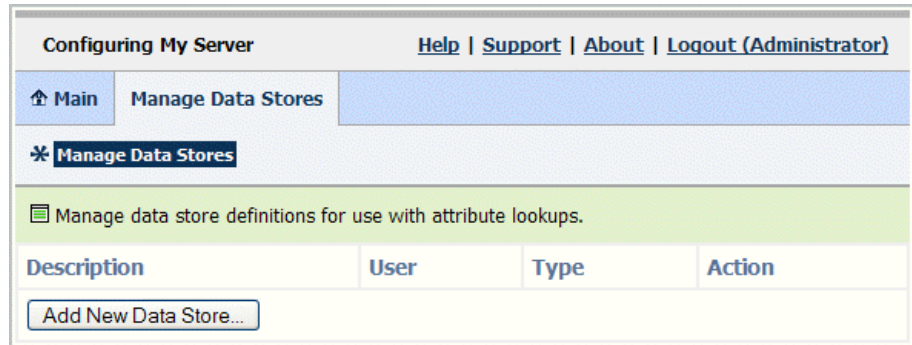 Configuring My Server Help | Support | About | Logout (Administrator)
Main Manage Data Stores
Manage Data Stores
Manage data store definitions for use with attribute lookups.
Description User Type Action
Add New Data Store...